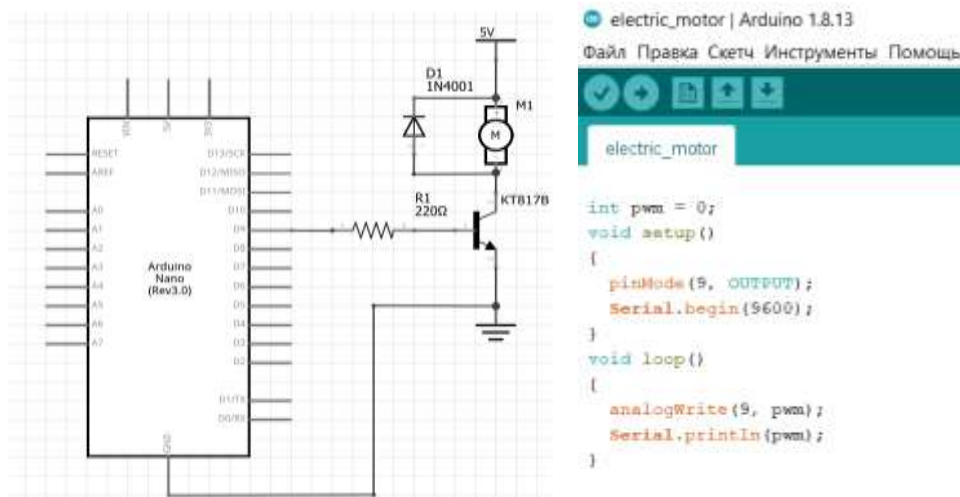 5V
D1
1N4001
M1
M
R1
220Ω
KT817B
VIN
5V
3V3
RESET
AREF
A0
A1
A2
A3
A4
A5
A6
A7
D13/SCK
D12/MISO
D11/MOSI
D10
D9
D8
D7
D6
D5
D4
D3
D2
D1/TX
D0/RX
GND
Arduino
Nano
(Rev3.0)
electric_motor | Arduino 1.8.13
Файл Правка Скетч Инструменты Помощь
electric_motor
int pwm = 0;
void setup()
{
pinMode(9, OUTPUT);
Serial.begin(9600);
}
void loop()
{
analogWrite(9, pwm);
Serial.println(pwm);
}